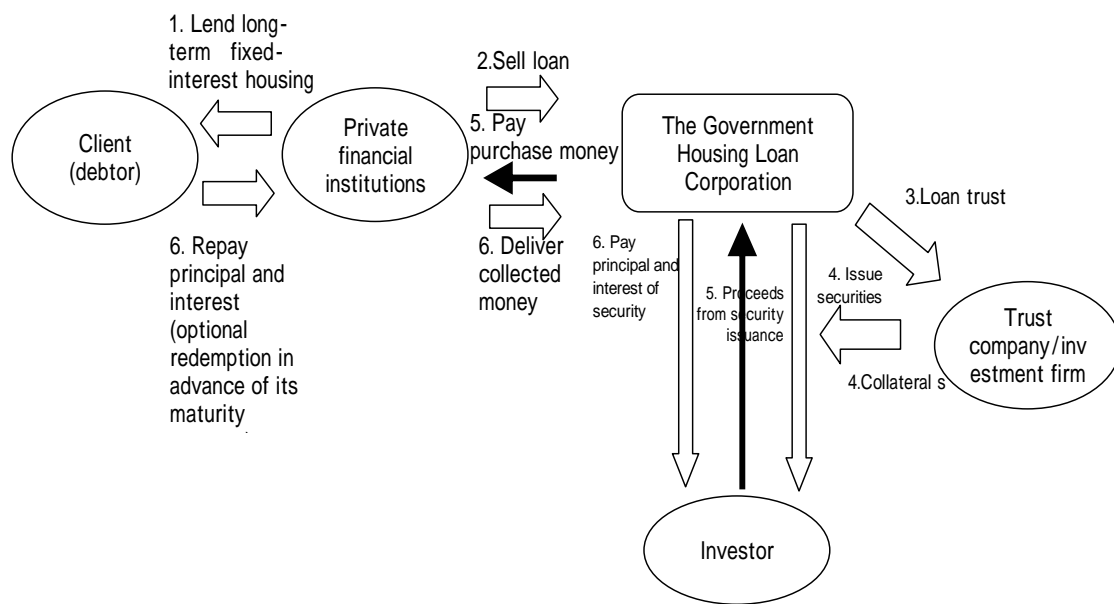 1. Lend long-
term fixed-
interest housing
2.Sell loan
Client
(debtor)
Private
financial
institutions
5. Pay
purchase money
The Government
Housing Loan
Corporation
3.Loan trust
6. Repay
principal and
interest
(optional
redemption in
advance of its
maturity
6. Deliver
collected
money
6. Pay
principal and
interest of
security
5. Proceeds
from security
issuance
4. Issue
securities
4.Collateral s
Trust
company/inv
estment firm
Investor